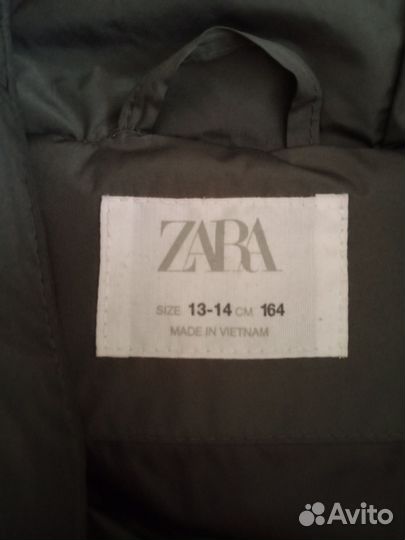 ZARA
SIZE 13-14 CM 164
MADE IN VIETNAM
Avito